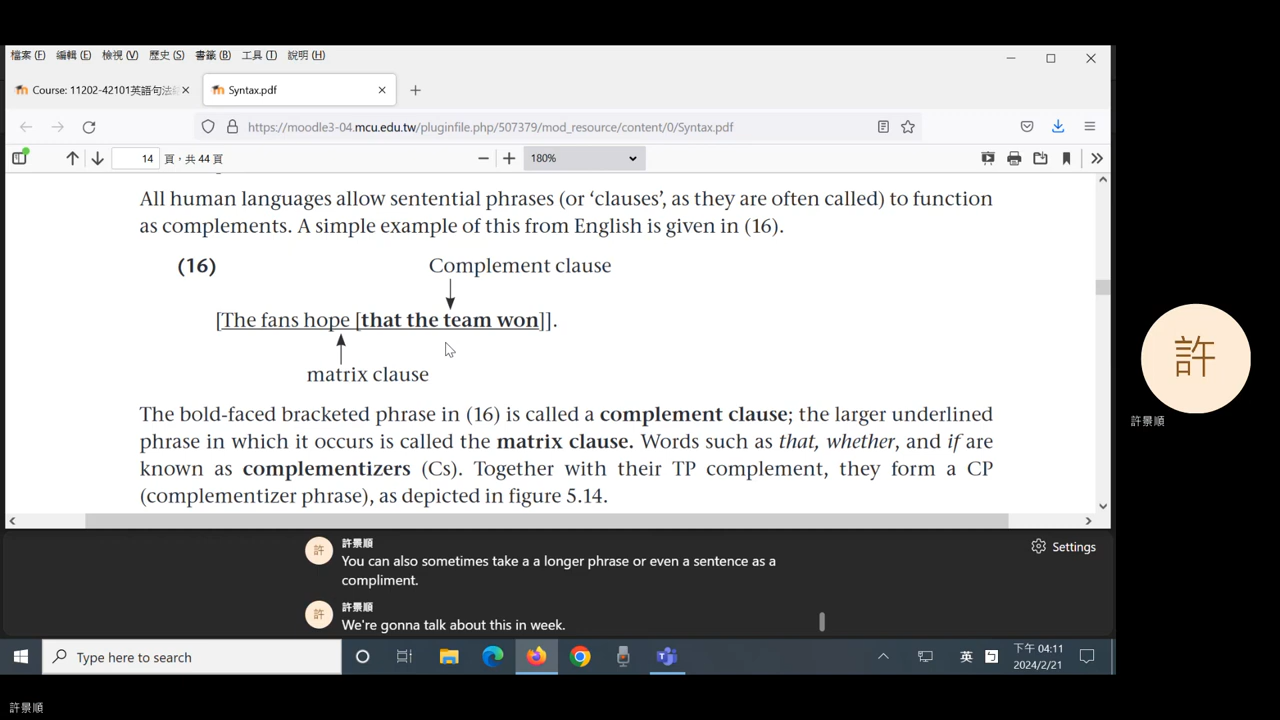 檔案 (F) 編輯 (E) 檢視 (V) 歷史 (S) 書籤 (B) 工具 (T) 說明 (H)
Course: 11202-42101英語句法結
Syntax.pdf
https://moodle3-04.mcu.edu.tw/pluginfile.php/507379/mod_resource/content/0/Syntax.pdf
14 頁，共 44 頁
180%
All human languages allow sentential phrases (or ‘clauses’, as they are often called) to function
as complements. A simple example of this from English is given in (16).
(16) Complement clause
[The fans hope [that the team won]].
matrix clause
The bold-faced bracketed phrase in (16) is called a complement clause; the larger underlined
phrase in which it occurs is called the matrix clause. Words such as that, whether, and if are
known as complementizers (Cs). Together with their TP complement, they form a CP
(complementizer phrase), as depicted in figure 5.14.
許
許景順
許
許景順
You can also sometimes take a a longer phrase or even a sentence as a
compliment.
許
許景順
We're gonna talk about this in week.
Settings
Type here to search
英
下午 04:11
2024/2/21
許景順